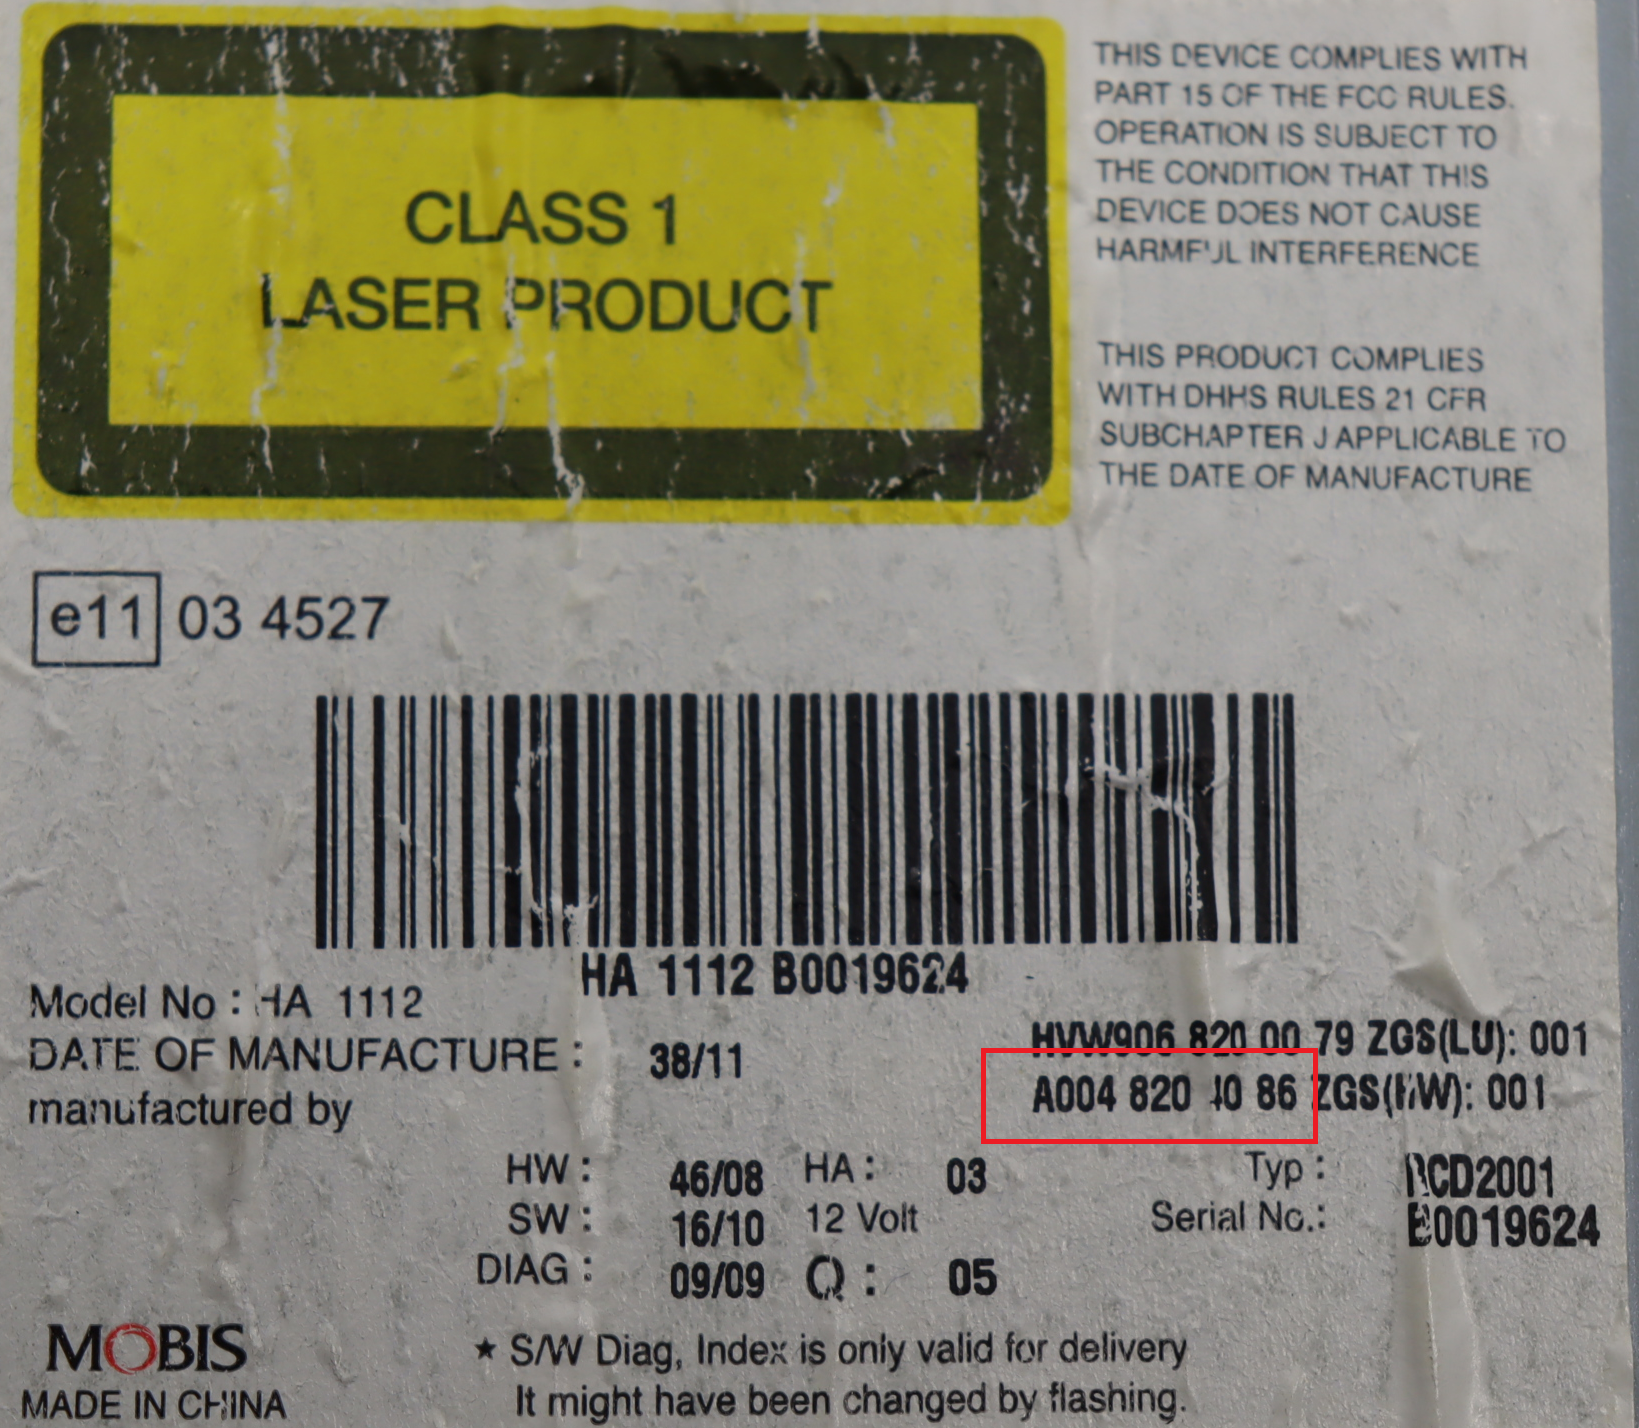 CLASS 1
LASER PRODUCT
THIS DEVICE COMPLIES WITH
PART 15 OF THE FCC RULES.
OPERATION IS SUBJECT TO
THE CONDITION THAT THIS
DEVICE DOES NOT CAUSE
HARMFUL INTERFERENCE
THIS PRODUCT COMPLIES
WITH DHHS RULES 21 CFR
SUBCHAPTER J APPLICABLE TO
THE DATE OF MANUFACTURE
e11 03 4527
HA 1112 B0019624
Model No : HA 1112
DATE OF MANUFACTURE : 38/11
manufactured by
HVW906 820 00 79 ZGS(LU): 001
A004 820 86 ZGS(HW): 001
HW : 46/08 HA : 03
Typ : RCD2001
SW : 16/10 12 Volt
Serial No.: B0019624
DIAG : 09/09 Q : 05
MOBIS
MADE IN CHINA
★ S/W Diag, Index is only valid for delivery
It might have been changed by flashing.